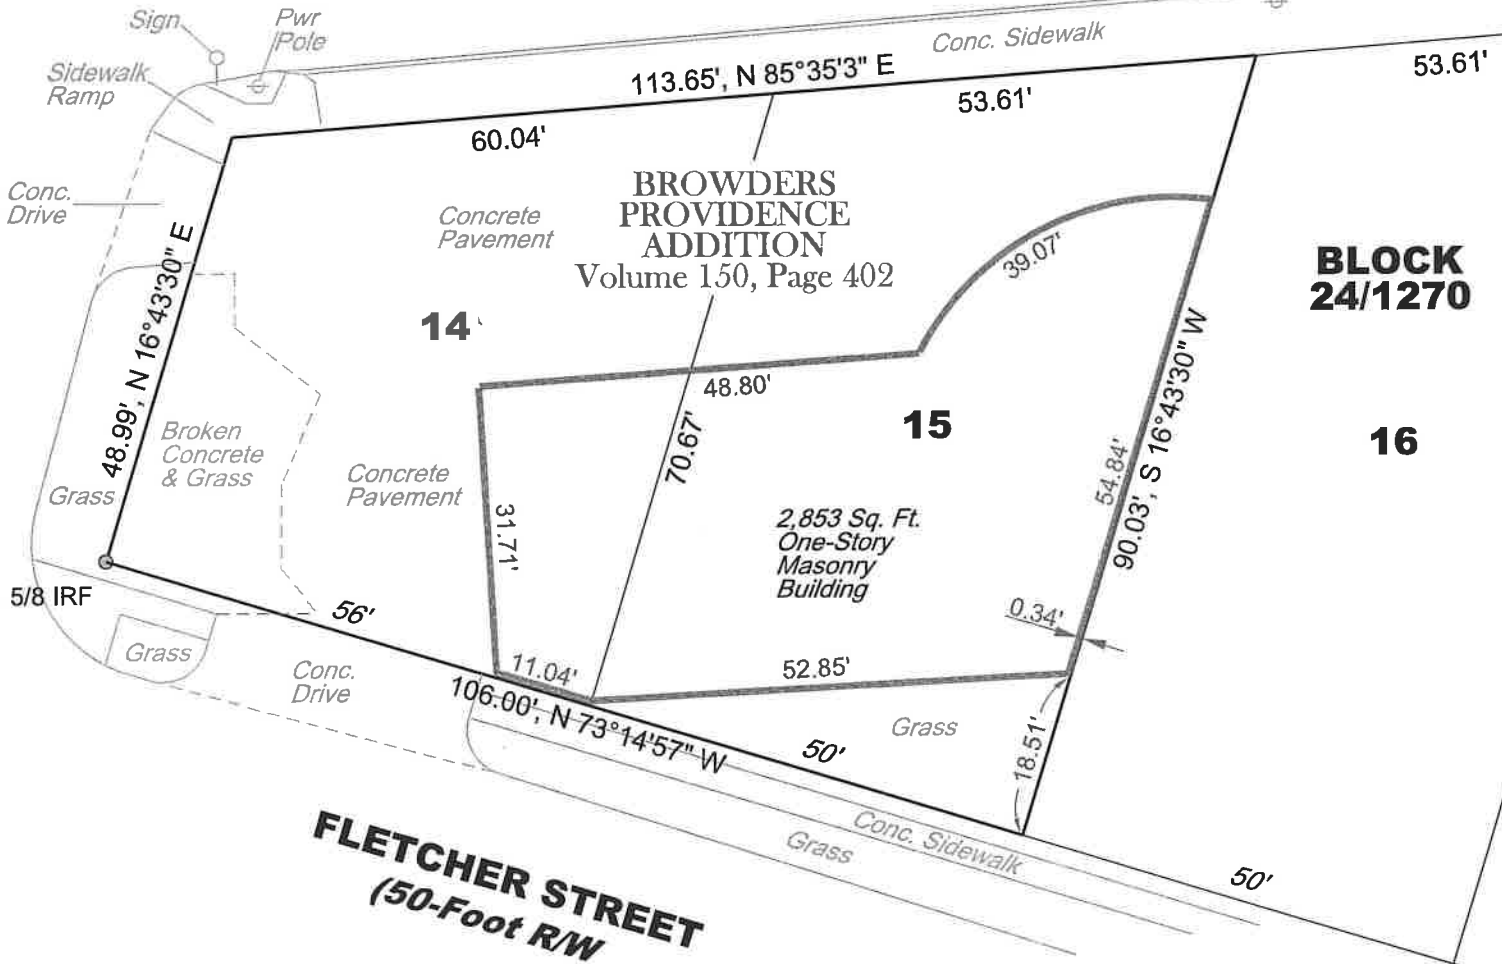 Sign
Pwr
Pole
Conc. Sidewalk
Sidewalk
Ramp
113.65', N 85°35'3" E
53.61'
53.61'
60.04'
Conc.
Drive
BROWDERS
PROVIDENCE
ADDITION
Volume 150, Page 402
Concrete
Pavement
39.07'
BLOCK
24/1270
48.99', N 16°43'30" E
14
48.80'
70.67'
15
16
54.84'
90.03', S 16°43'30" W
Broken
Concrete
& Grass
Concrete
Pavement
Grass
31.71'
2,853 Sq. Ft.
One-Story
Masonry
Building
5/8 IRF
56'
0.34'
Grass
Conc.
Drive
11.04'
52.85'
106.00', N 73°14'57" W
50'
Grass
18.51'
Conc. Sidewalk
Grass
50'
FLETCHER STREET
(50-Foot R/W